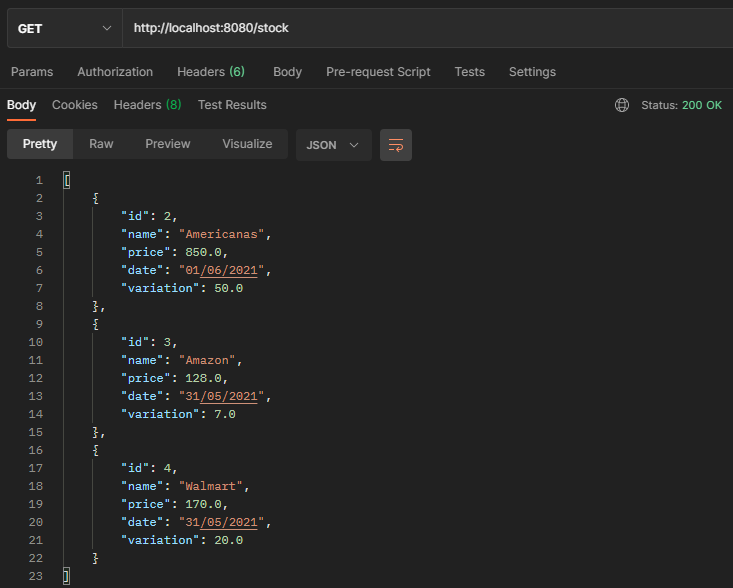 GET http://localhost:8080/stock
Params Authorization Headers (6) Body Pre-request Script Tests Settings
Body Cookies Headers (8) Test Results Status: 200 OK
Pretty Raw Preview Visualize JSON
1 [
2 {
3 "id": 2,
4 "name": "Americanas",
5 "price": 850.0,
6 "date": "01/06/2021",
7 "variation": 50.0
8 },
9 {
10 "id": 3,
11 "name": "Amazon",
12 "price": 128.0,
13 "date": "31/05/2021",
14 "variation": 7.0
15 },
16 {
17 "id": 4,
18 "name": "Walmart",
19 "price": 170.0,
20 "date": "31/05/2021",
21 "variation": 20.0
22 }
23 ]